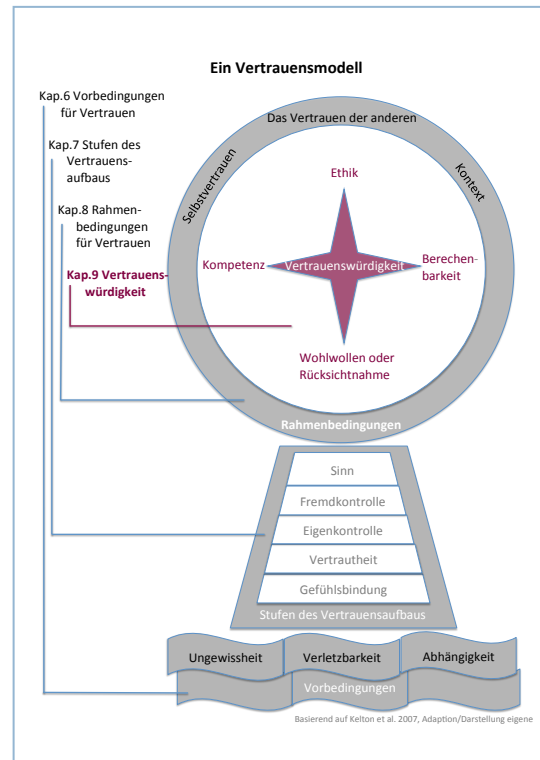 Ein Vertrauensmodell
Kap.6 Vorbedingungen
für Vertrauen
Kap.7 Stufen des
Vertrauens-
aufbaus
Kap.8 Rahmen-
bedingungen
für Vertrauen
Kap.9 Vertrauens-
würdigkeit
Das Vertrauen der anderen
Selbstvertrauen
Kontext
Ethik
Kompetenz
Vertrauenswürdigkeit
Berechen-
barkeit
Wohlwollen oder
Rücksichtnahme
Rahmenbedingungen
Sinn
Fremdkontrolle
Eigenkontrolle
Vertrautheit
Gefühlsbindung
Stufen des Vertrauensaufbaus
Ungewissheit
Verletzbarkeit
Abhängigkeit
Vorbedingungen
Basierend auf Kelton et al. 2007, Adaption/Darstellung eigene